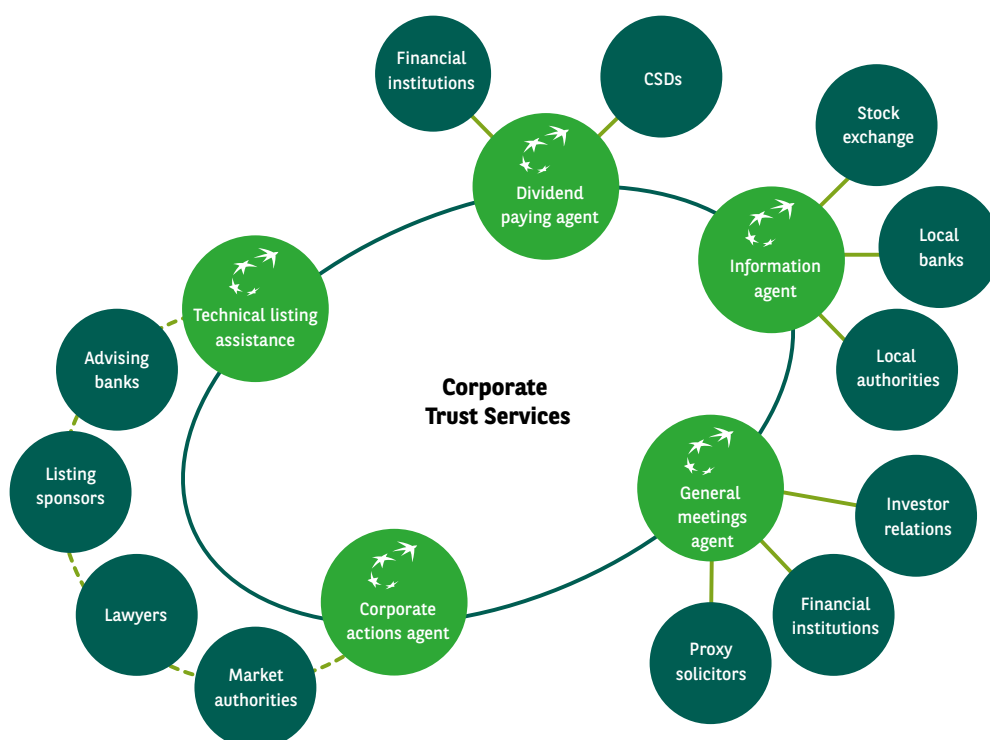 Financial
institutions
CSDs
Stock
exchange
Dividend
paying agent
Local
banks
Information
agent
Technical listing
assistance
Advising
banks
Local
authorities
Corporate
Trust Services
Listing
sponsors
General
meetings
agent
Investor
relations
Corporate
actions agent
Lawyers
Financial
institutions
Proxy
solicitors
Market
authorities